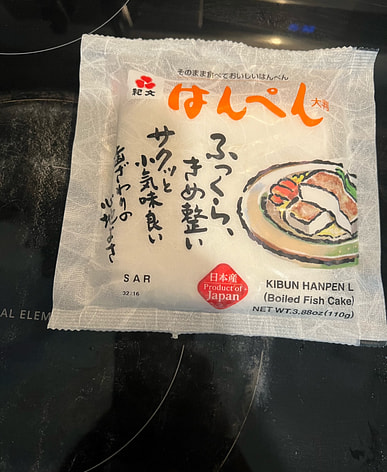 そのまま食べておいしいはんぺん
紀文
はんぺん
大判
ふっくら、
きめ整い
サクッと
小気味良い
歯ざわりの
心地よさ
SAR
32:16
日本産
Product of
Japan
KIBUN HANPEN L
(Boiled Fish Cake)
NET WT.3.88oz(110g)
AL ELEM